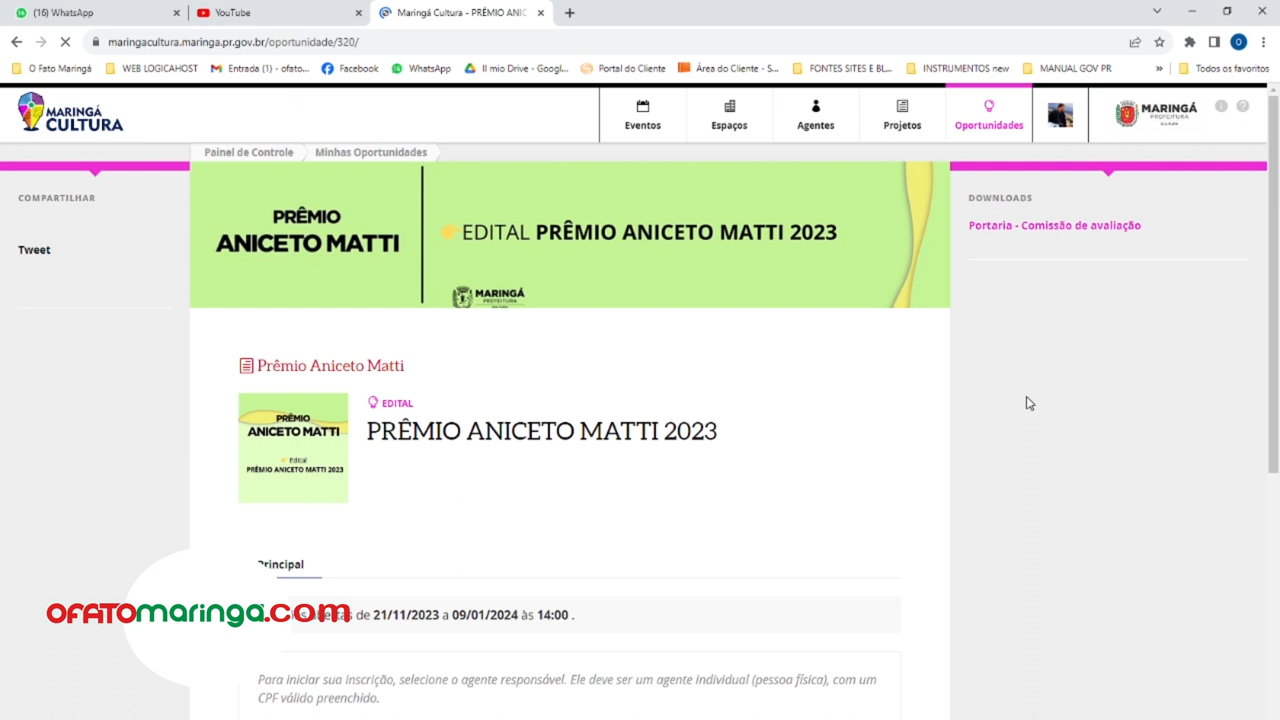 (16) WhatsApp
YouTube
Maringá Cultura - PRÊMIO ANIC
maringacultura.maringa.pr.gov.br/oportunidade/320/
O Fato Maringá
WEB LOGICAHOST
Entrada (1) - ofato...
Facebook
WhatsApp
Il mio Drive - Googl...
Portal do Cliente
Área do Cliente - S...
FONTES SITES E BL...
INSTRUMENTOS new
MANUAL GOV PR
»
Todos os favoritos
MARINGÁ
CULTURA
Eventos
Espaços
Agentes
Projetos
Oportunidades
MARINGÁ
PREFEITURA
Painel de Controle
Minhas Oportunidades
COMPARTILHAR
Tweet
PRÊMIO
ANICETO MATTI
EDITAL PRÊMIO ANICETO MATTI 2023
MARINGÁ
PREFEITURA
DOWNLOADS
Portaria - Comissão de avaliação
Prêmio Aniceto Matti
PRÊMIO
ANICETO MATTI
Edital
PRÊMIO ANICETO MATTI 2023
EDITAL
PRÊMIO ANICETO MATTI 2023
Principal
de 21/11/2023 a 09/01/2024 às 14:00 .
OFATOmaringa.com
Para iniciar sua inscrição, selecione o agente responsável. Ele deve ser um agente individual (pessoa física), com um
CPF válido preenchido.